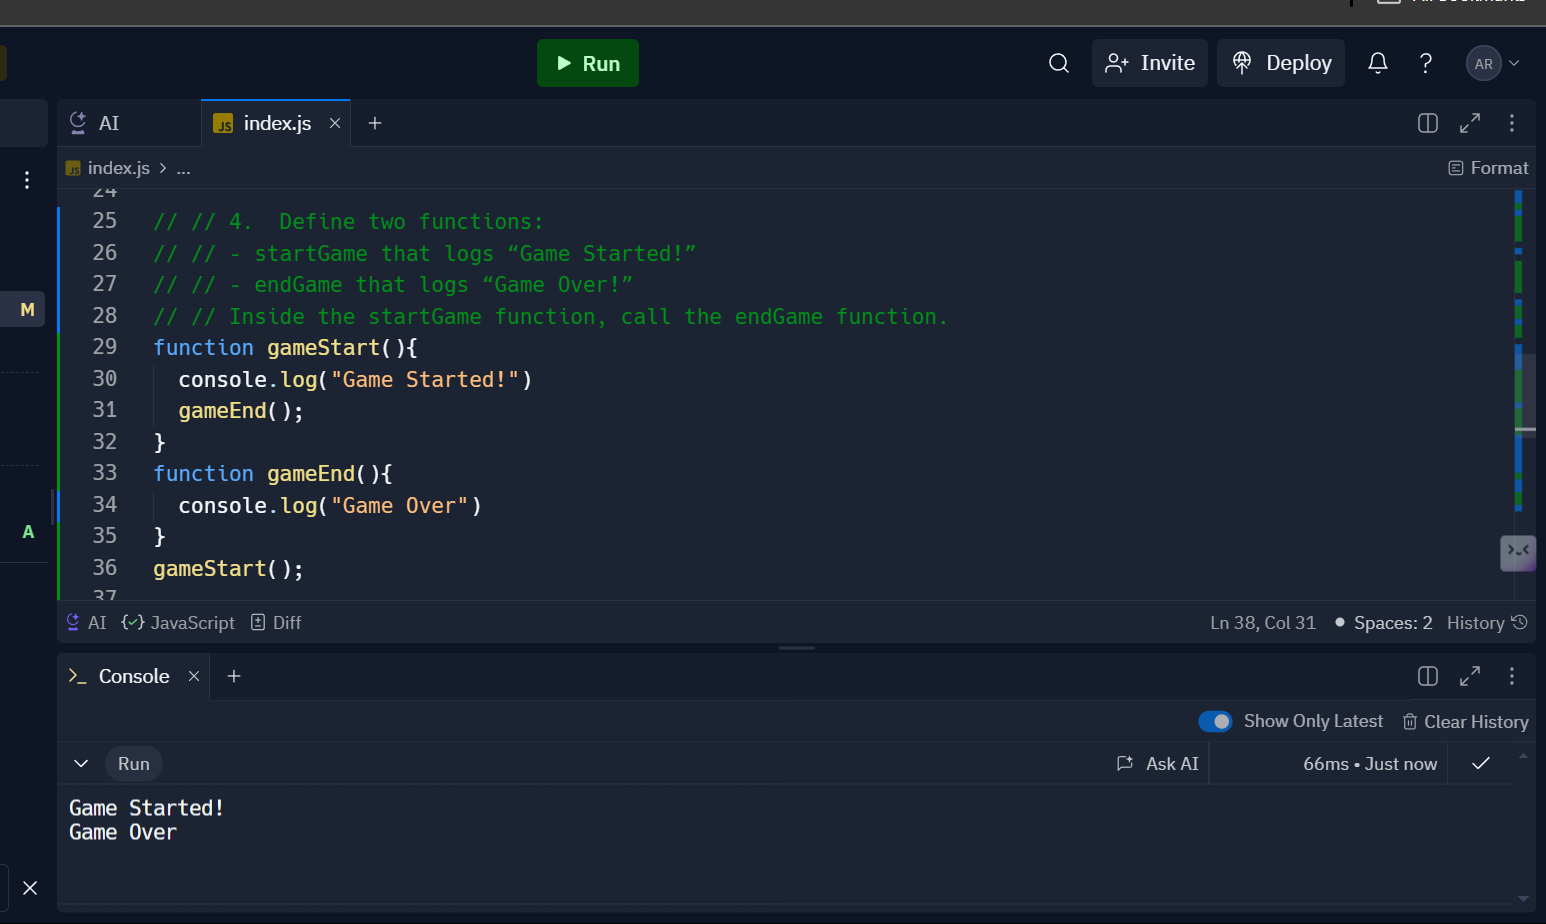 Run
Invite
Deploy
?
AR
AI
JS index.js × +
JS index.js > ...
Format
24
25 // // 4.  Define two functions:
26 // // - startGame that logs “Game Started!”
27 // // - endGame that logs “Game Over!”
28 // // Inside the startGame function, call the endGame function.
29 function gameStart(){
30   console.log("Game Started!")
31   gameEnd();
32 }
33 function gameEnd(){
34   console.log("Game Over")
35 }
36 gameStart();
37
M
A
AI {✓} JavaScript Diff
Ln 38, Col 31 • Spaces: 2 History
>_ Console × +
Show Only Latest Clear History
Run
Ask AI
66ms • Just now
Game Started!
Game Over